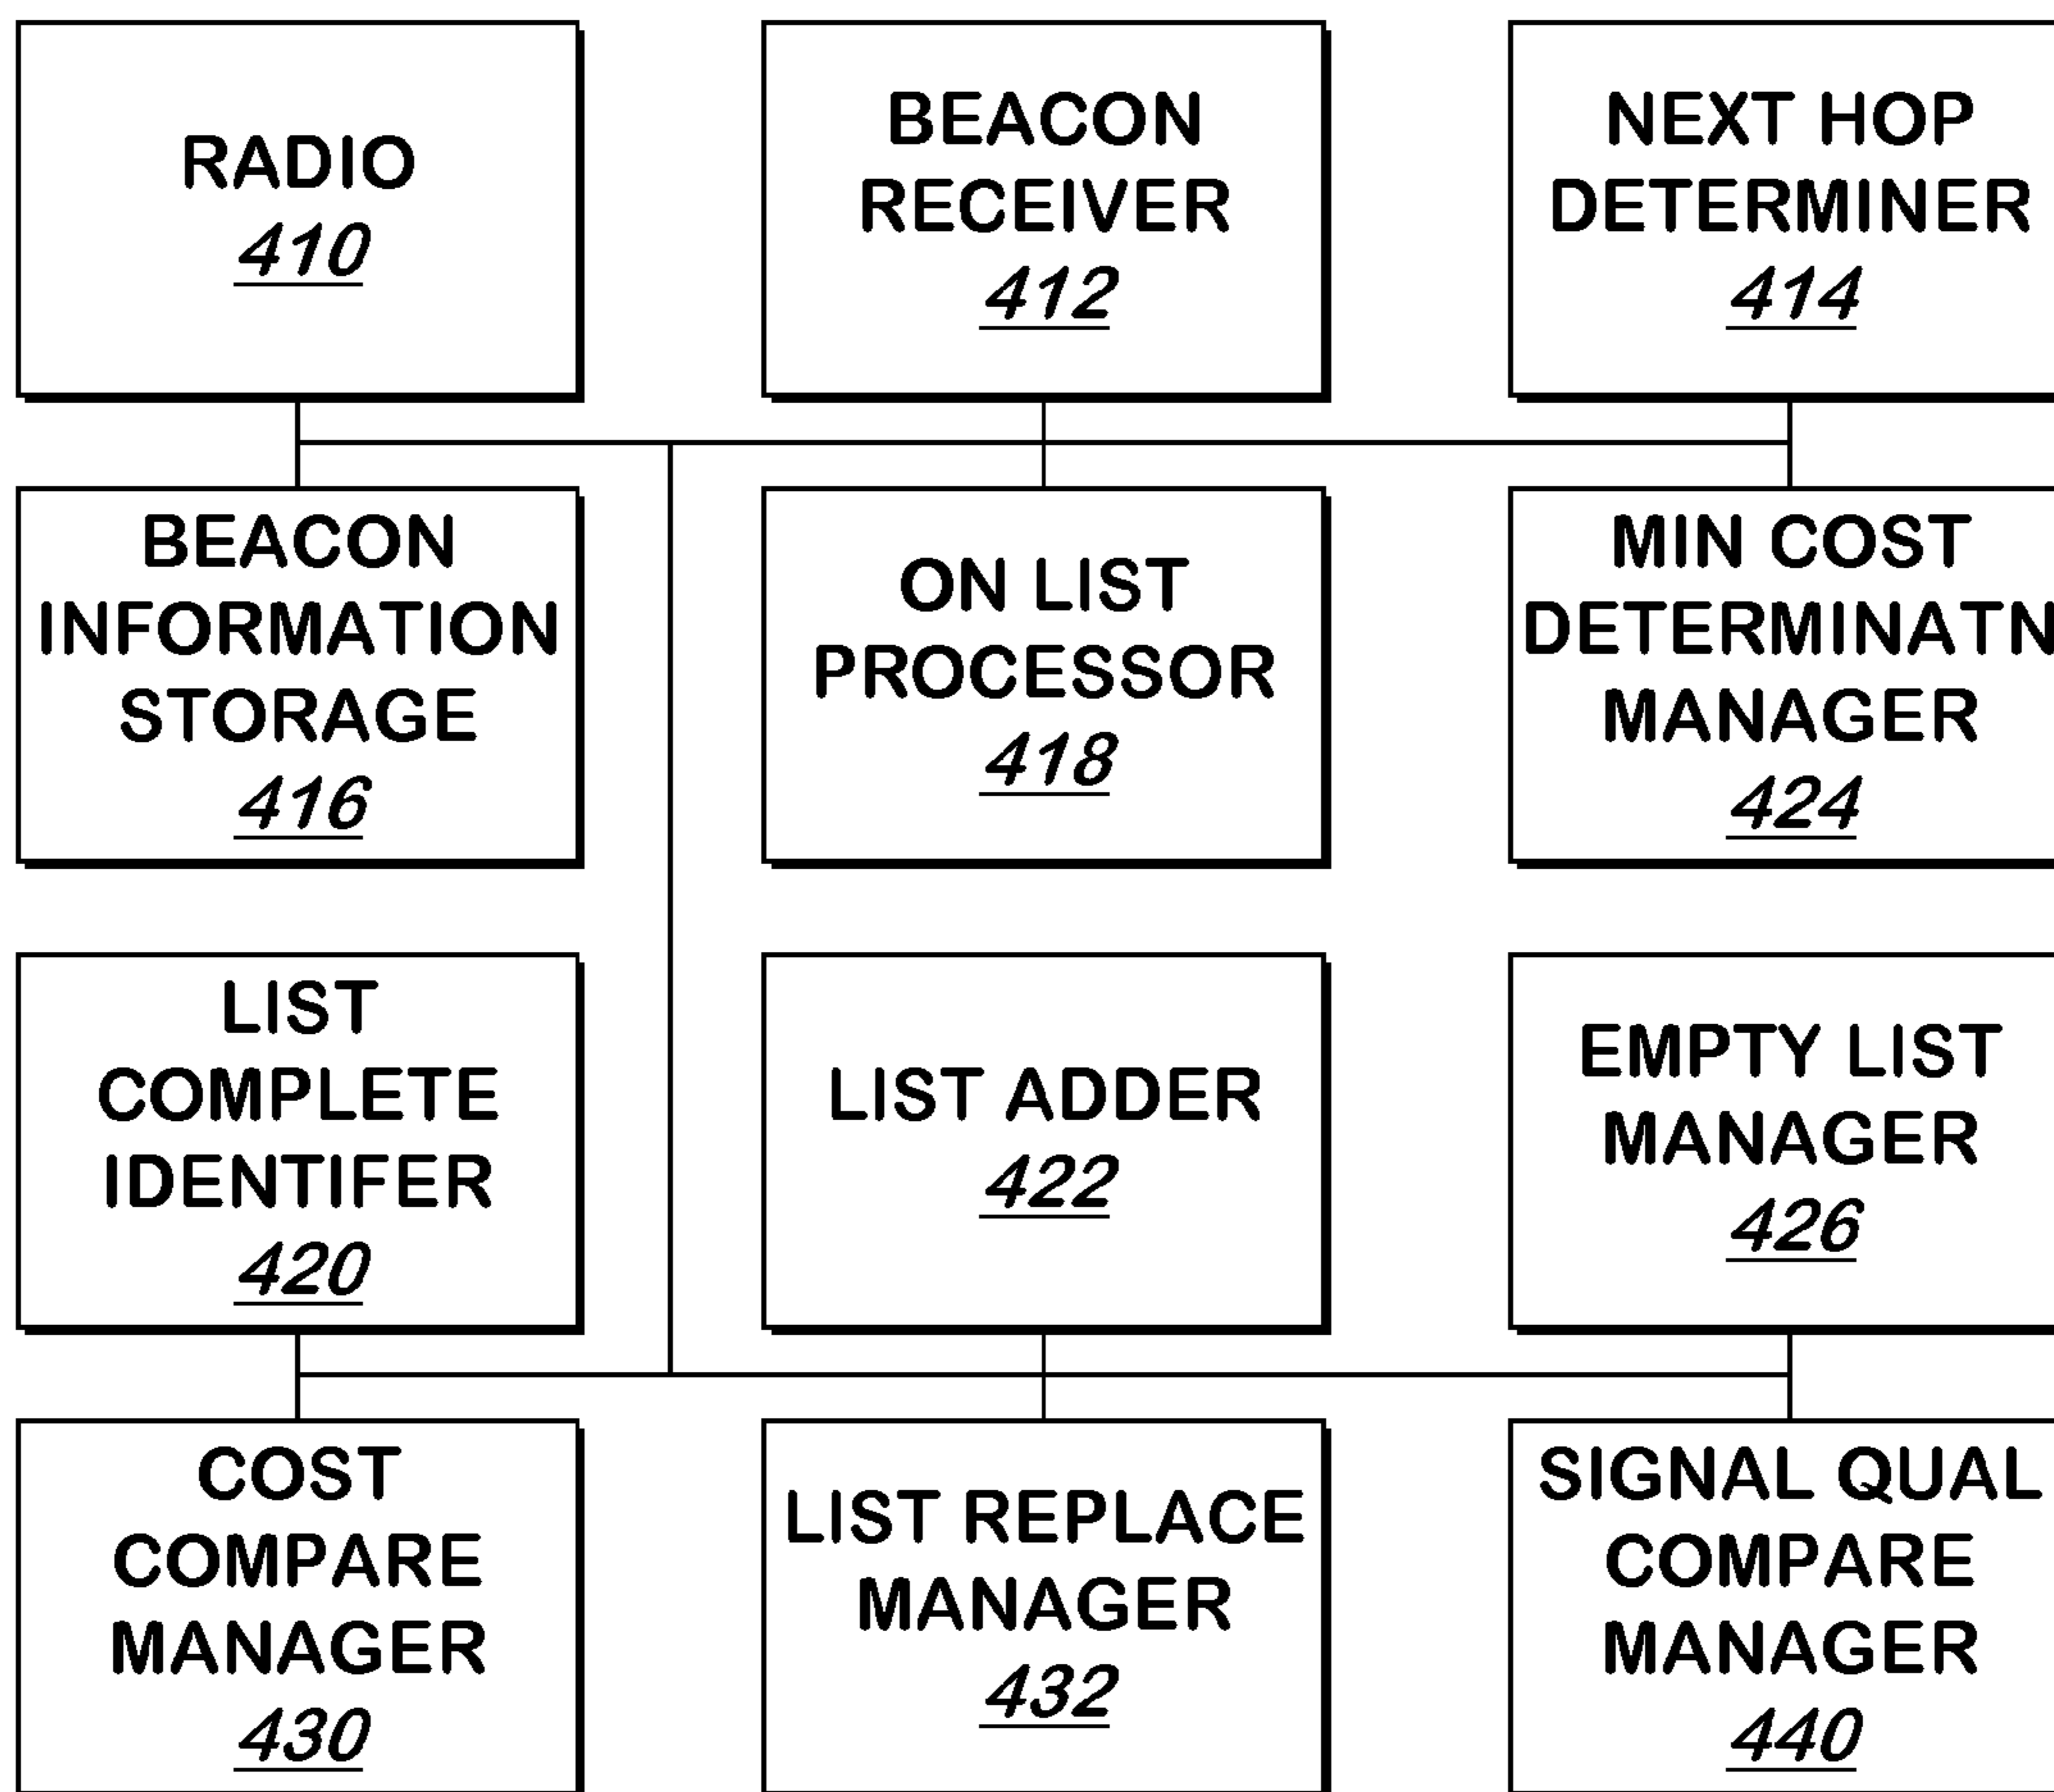 RADIO
410
BEACON
RECEIVER
412
NEXT HOP
DETERMINER
414
BEACON
INFORMATION
STORAGE
416
ON LIST
PROCESSOR
418
MIN COST
DETERMINATN
MANAGER
424
LIST
COMPLETE
IDENTIFER
420
LIST ADDER
422
EMPTY LIST
MANAGER
426
COST
COMPARE
MANAGER
430
LIST REPLACE
MANAGER
432
SIGNAL QUAL
COMPARE
MANAGER
440